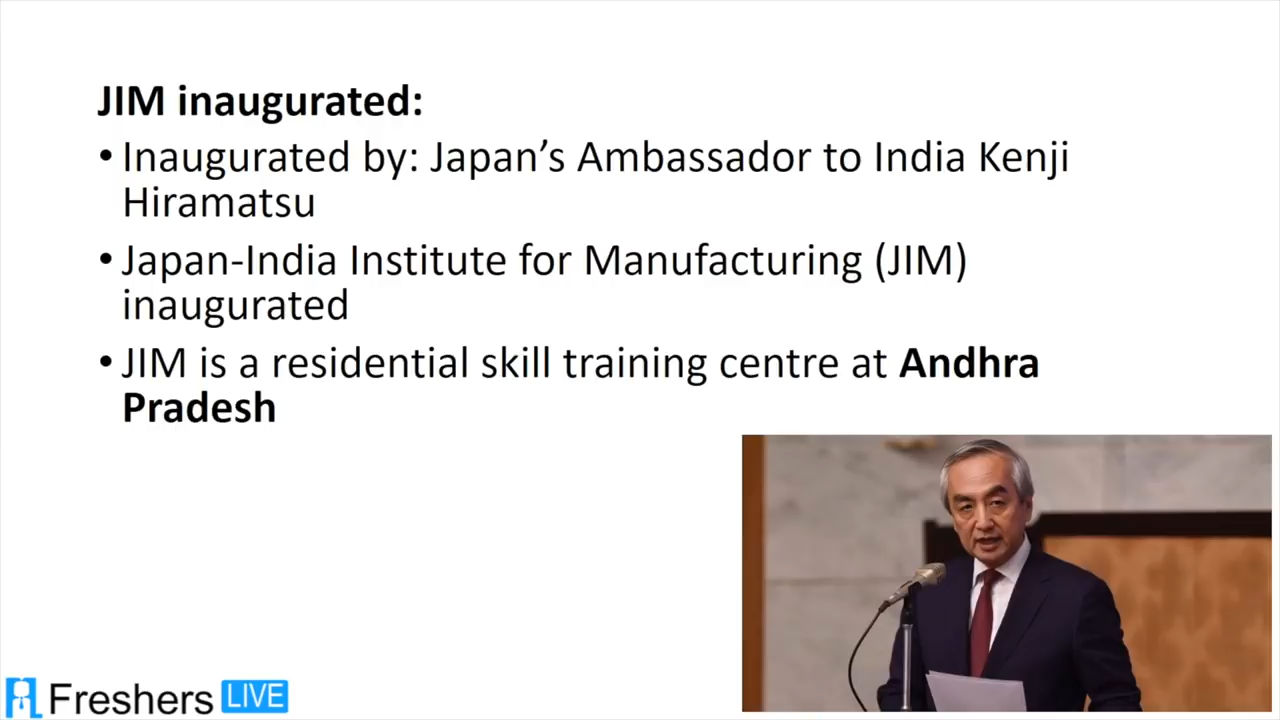 JIM inaugurated:
• Inaugurated by: Japan’s Ambassador to India Kenji
Hiramatsu
• Japan-India Institute for Manufacturing (JIM)
inaugurated
• JIM is a residential skill training centre at Andhra
Pradesh
Freshers LIVE